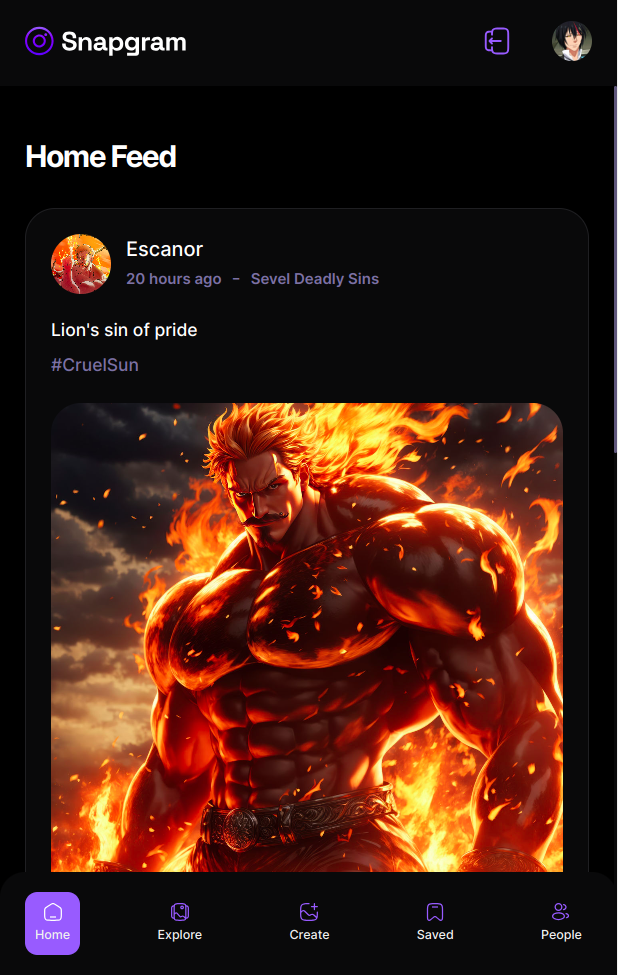 Snapgram
Home Feed
Escanor
20 hours ago - Sevel Deadly Sins
Lion's sin of pride
#CruelSun
Home Explore Create Saved People